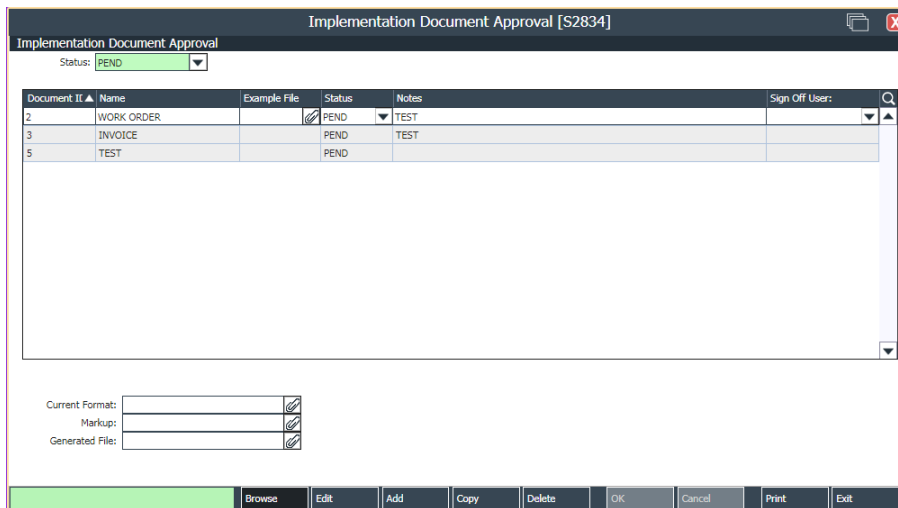 Implementation Document Approval [S2834]
Implementation Document Approval
Status: PEND
Document II Name Example File Status Notes Sign Off User:
2 WORK ORDER PEND TEST
3 INVOICE PEND TEST
5 TEST PEND
Current Format:
Markup:
Generated File:
Browse Edit Add Copy Delete OK Cancel Print Exit